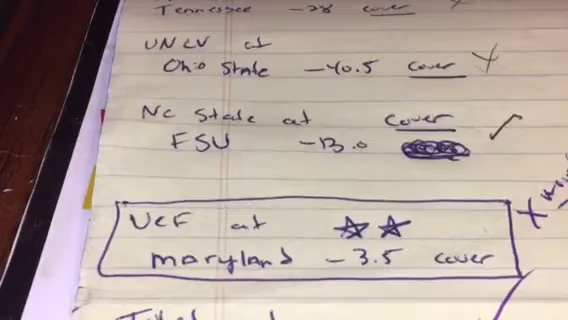 Tennessee -28 cover X
UNLV at
Ohio State -40.5 cover X
NC State at cover ✓
FSU -13.0
UCF at ☆ ☆
maryland -3.5 cover
X
at